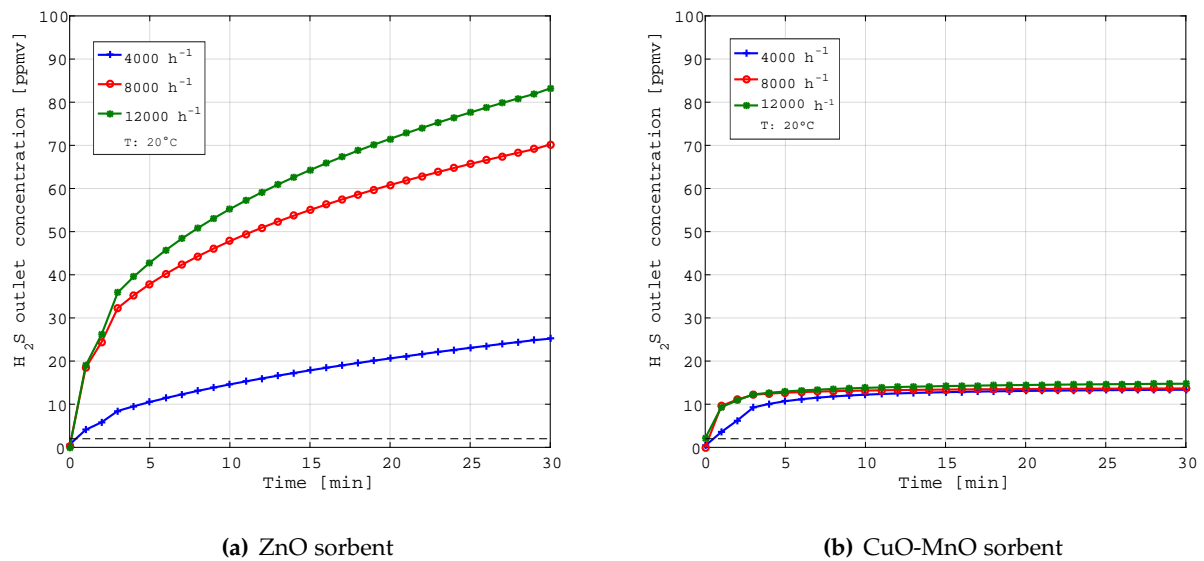 100
90
80
70
60
50
40
30
20
10
0
H₂S outlet concentration [ppmv]
4000 h⁻¹
8000 h⁻¹
12000 h⁻¹
T: 20°C
0 5 10 15 20 25 30
Time [min]
(a) ZnO sorbent
100
90
80
70
60
50
40
30
20
10
0
H₂S outlet concentration [ppmv]
4000 h⁻¹
8000 h⁻¹
12000 h⁻¹
T: 20°C
0 5 10 15 20 25 30
Time [min]
(b) CuO-MnO sorbent